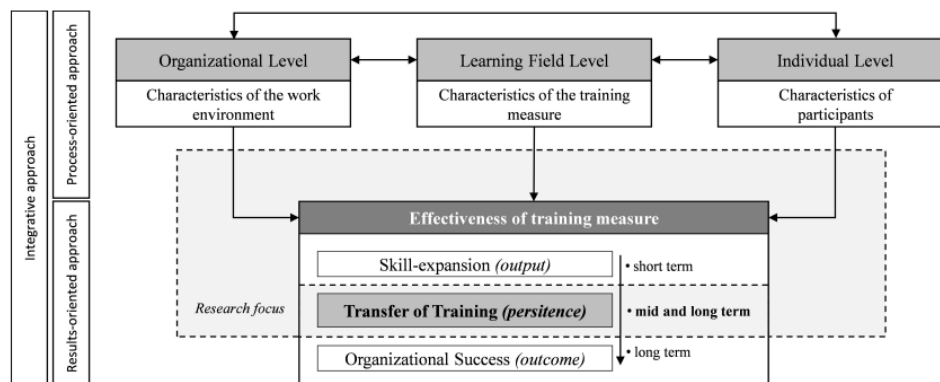 Integrative approach
Process-oriented approach
Results-oriented approach
Organizational Level
Characteristics of the work
environment
Learning Field Level
Characteristics of the training
measure
Individual Level
Characteristics of
participants
Effectiveness of training measure
Skill-expansion (output)
• short term
Research focus
Transfer of Training (persitence)
• mid and long term
Organizational Success (outcome)
• long term